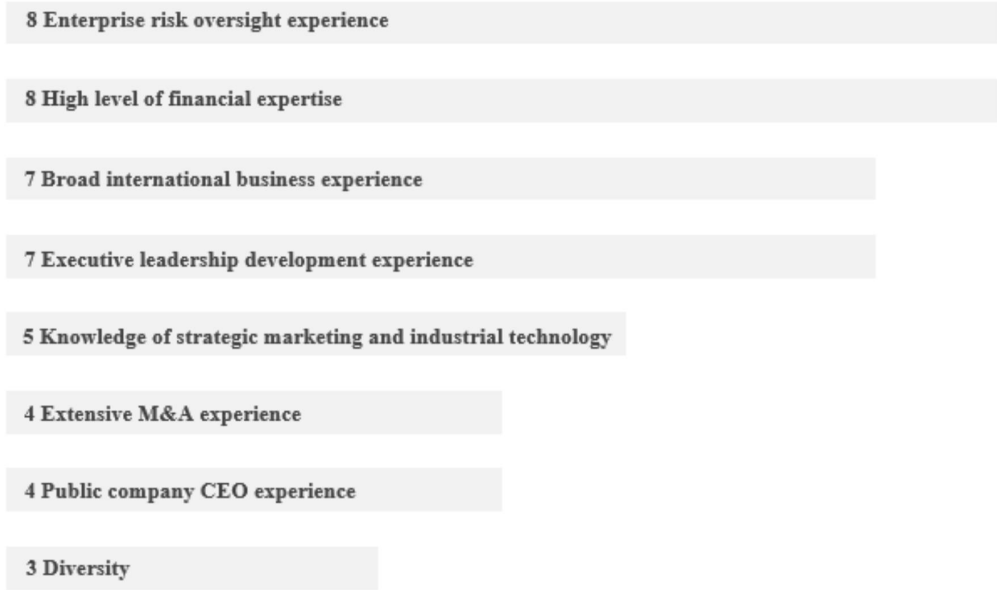 8 Enterprise risk oversight experience
8 High level of financial expertise
7 Broad international business experience
7 Executive leadership development experience
5 Knowledge of strategic marketing and industrial technology
4 Extensive M&A experience
4 Public company CEO experience
3 Diversity